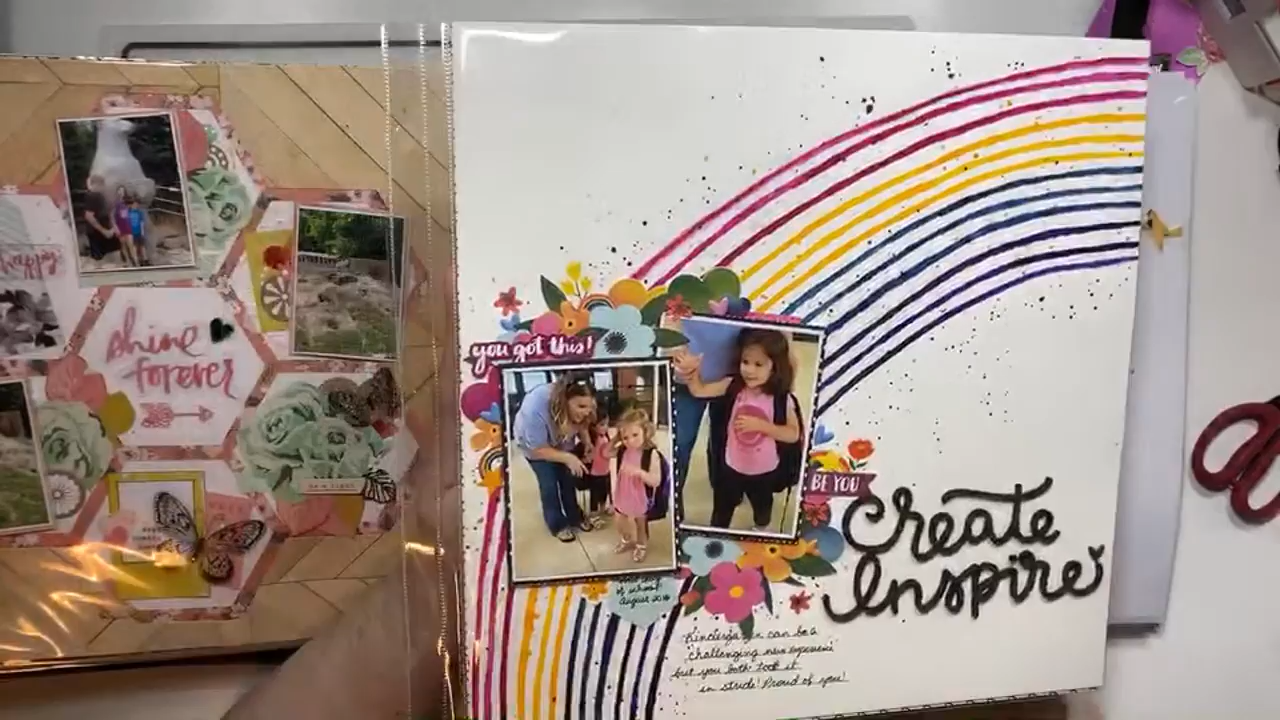 happy
shine
forever
you got this!
BE YOU
Create
Inspire
of school
August 2018
Kindergarten can be a
challenging new experience
but you both took it
in stride! Proud of you!